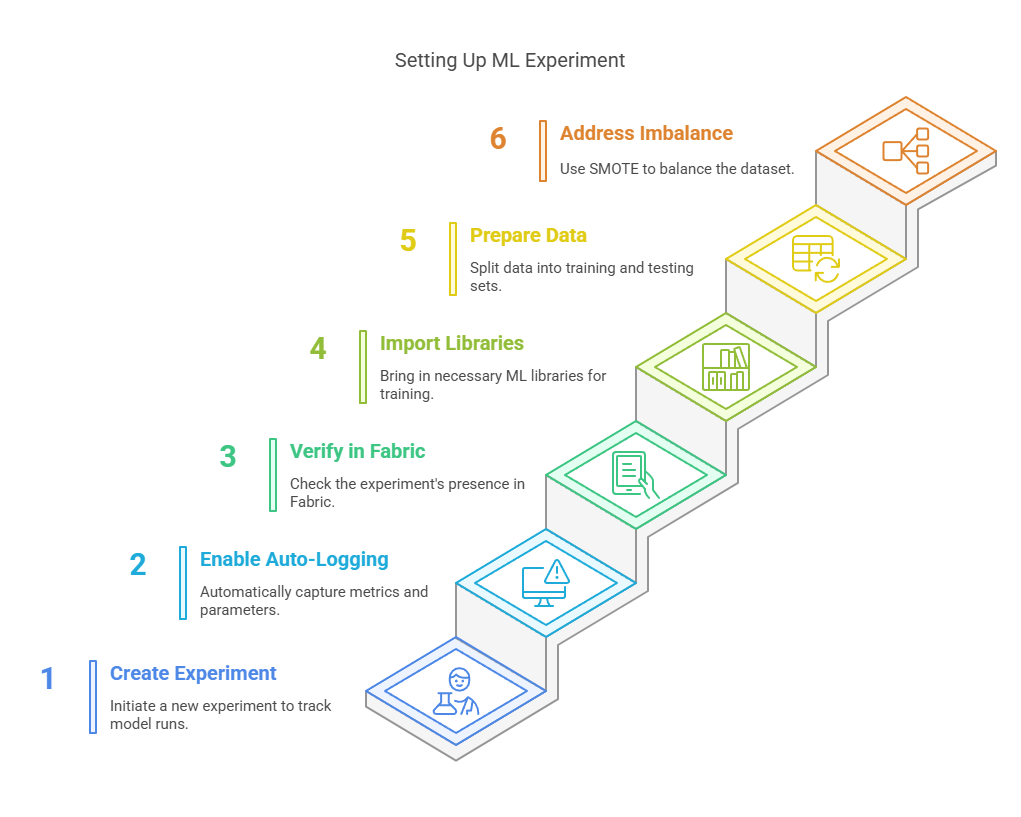 Setting Up ML Experiment
6
Address Imbalance
Use SMOTE to balance the dataset.
5
Prepare Data
Split data into training and testing
sets.
4
Import Libraries
Bring in necessary ML libraries for
training.
3
Verify in Fabric
Check the experiment's presence in
Fabric.
2
Enable Auto-Logging
Automatically capture metrics and
parameters.
1
Create Experiment
Initiate a new experiment to track
model runs.